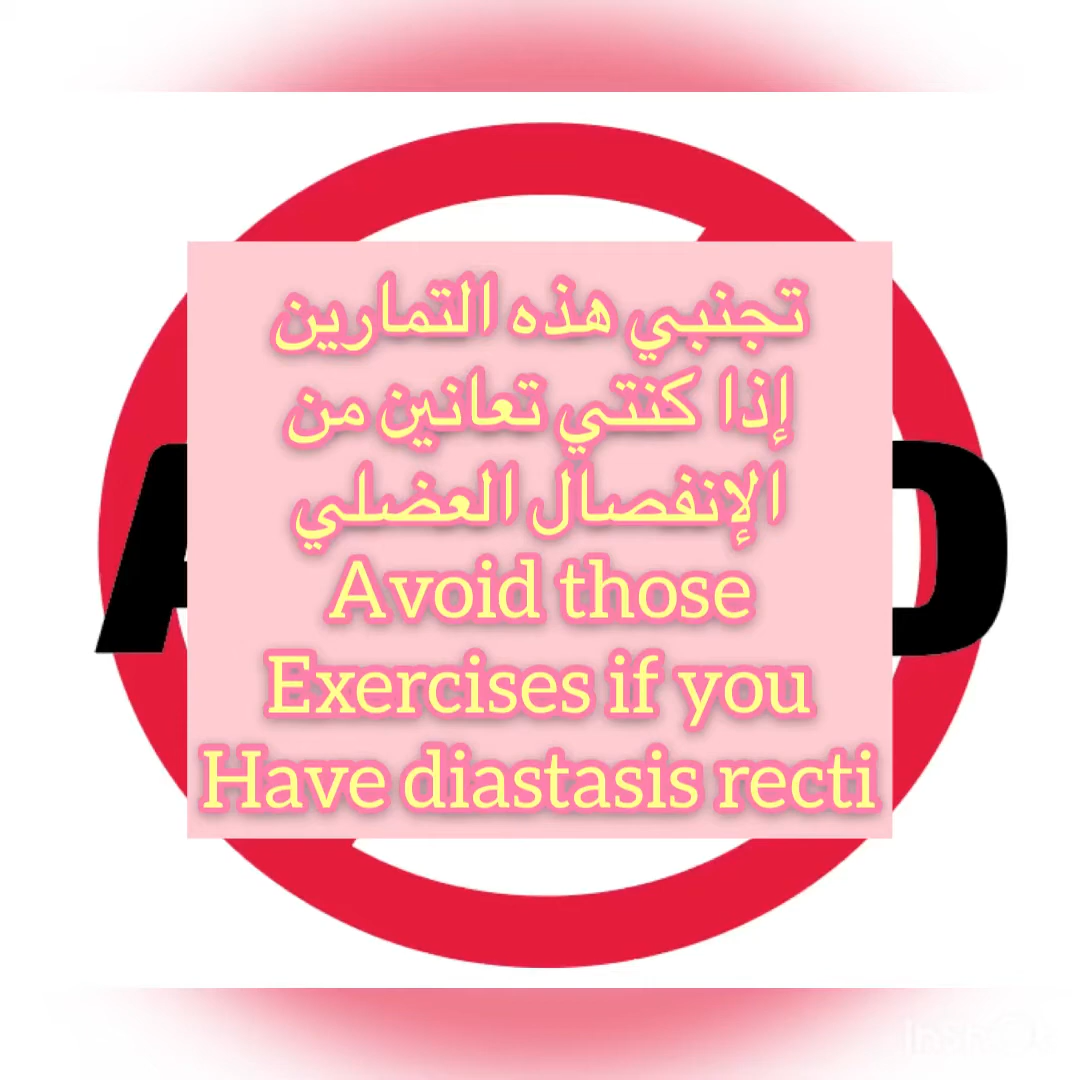 تجنبي هذه التمارين
إذا كنتي تعانين من
الإنفصال العضلي
Avoid those
Exercises if you
Have diastasis recti